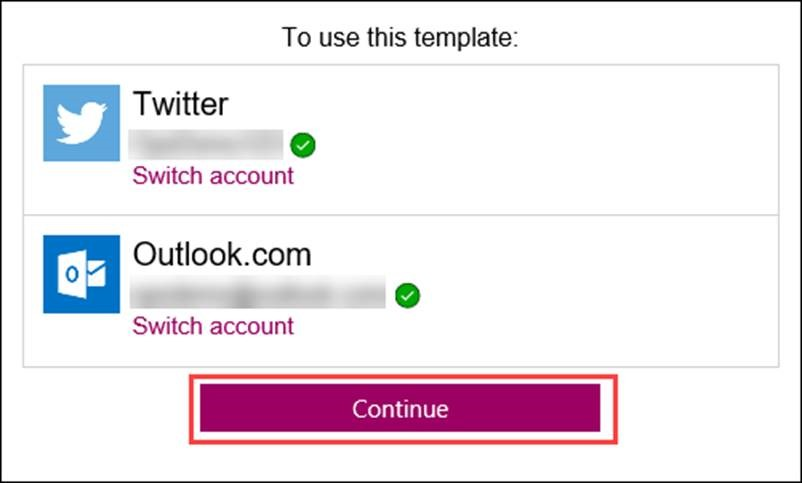 To use this template:
Twitter
Switch account
Outlook.com
Switch account
Continue